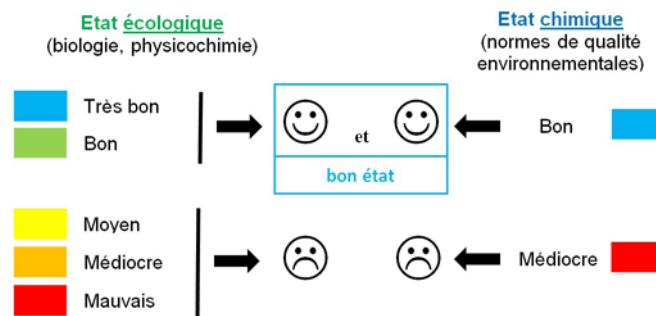 Etat écologique
(biologie, physicochimie)
Etat chimique
(normes de qualité
environnementales)
Très bon
Bon
et
bon état
Bon
Moyen
Médiocre
Mauvais
Médiocre